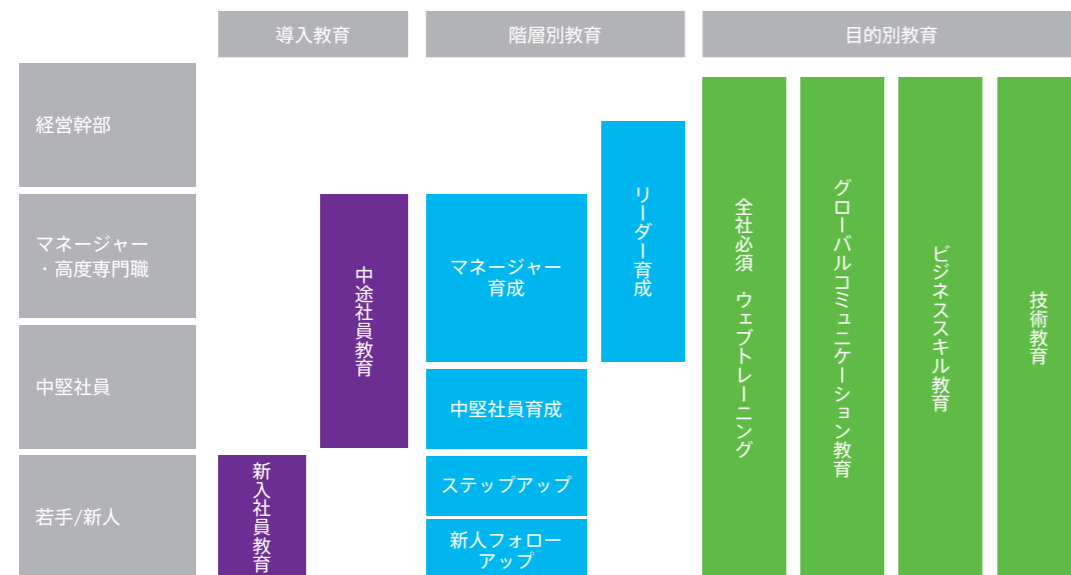 導入教育
階層別教育
目的別教育
経営幹部
マネージャー
・高度専門職
中堅社員
若手/新人
新入社員教育
中途社員教育
マネージャー
育成
中堅社員育成
ステップアップ
新人フォロー
アップ
リーダー育成
全社必須　ウェブトレーニング
グローバルコミュニケーション教育
ビジネススキル教育
技術教育